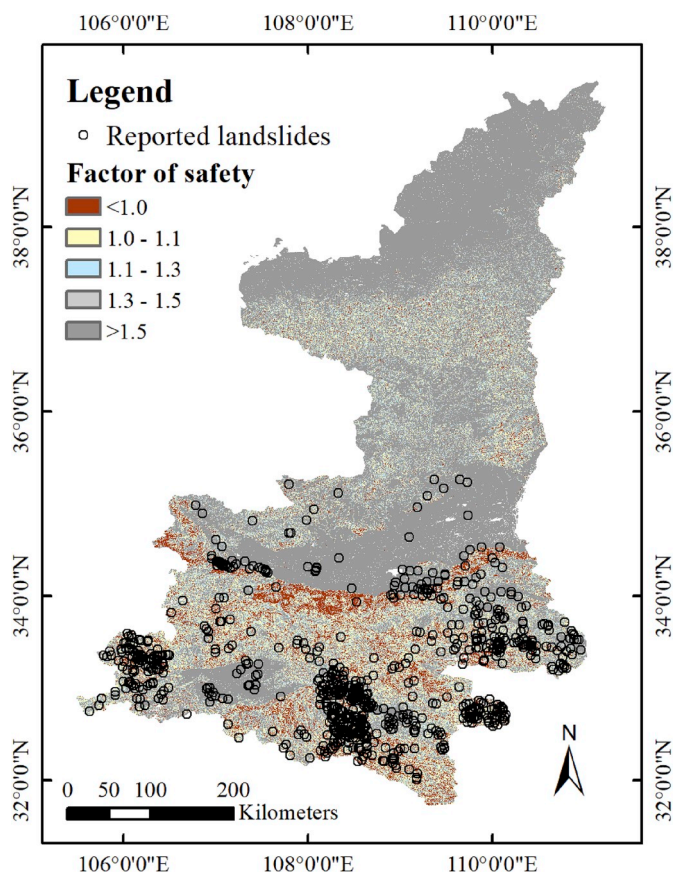 106°0'0"E 108°0'0"E 110°0'0"E
Legend
Reported landslides
Factor of safety
<1.0
1.0 - 1.1
1.1 - 1.3
1.3 - 1.5
>1.5
38°0'0"N 38°0'0"N
36°0'0"N 36°0'0"N
34°0'0"N 34°0'0"N
32°0'0"N 32°0'0"N
N
0 50 100 200
Kilometers
106°0'0"E 108°0'0"E 110°0'0"E